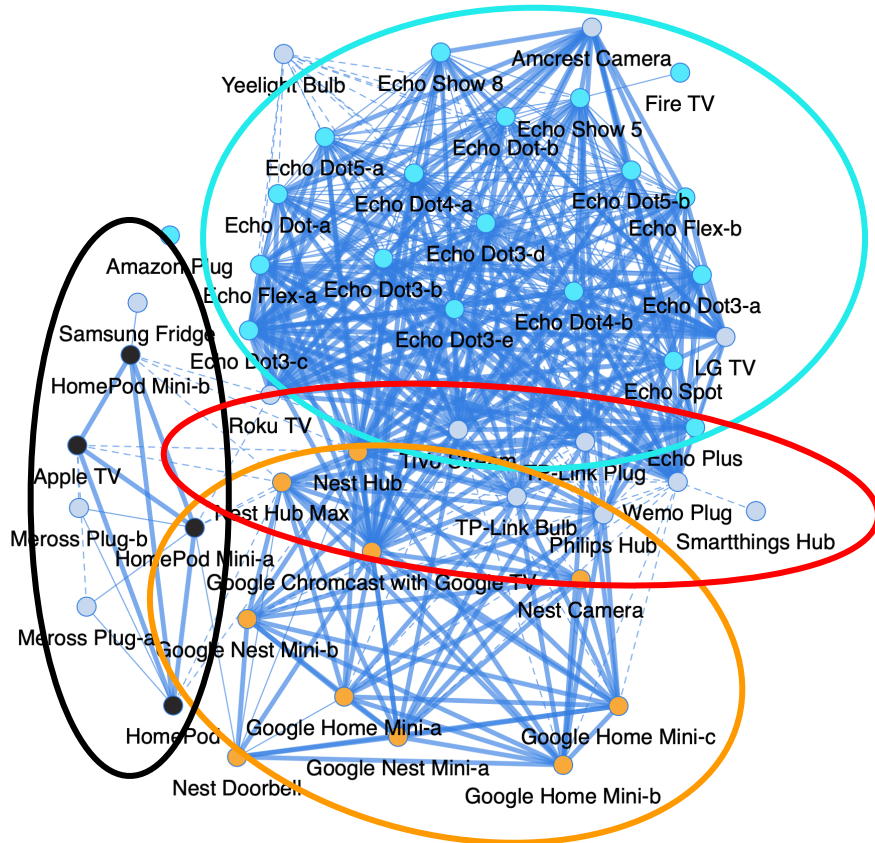 Amcrest Camera
Yeelight Bulb
Echo Show 8
Fire TV
Echo Show 5
Echo Dot-b
Echo Dot5-a
Echo Dot4-a
Echo Dot5-b
Echo Dot-a
Echo Flex-b
Echo Dot3-d
Amazon Plug
Echo Flex-a
Echo Dot3-b
Echo Dot3-a
Echo Dot4-b
Samsung Fridge
Echo Dot3-e
Echo Dot3-c
LG TV
HomePod Mini-b
Echo Spot
Roku TV
Echo Plus
TiVo Stream
TP-Link Plug
Apple TV
Nest Hub
Nest Hub Max
Wemo Plug
TP-Link Bulb
Meross Plug-b
Philips Hub
Smartthings Hub
HomePod Mini-a
Google Chromcast with Google TV
Nest Camera
Meross Plug-a
Google Nest Mini-b
Google Home Mini-a
HomePod
Google Home Mini-c
Google Nest Mini-a
Nest Doorbell
Google Home Mini-b